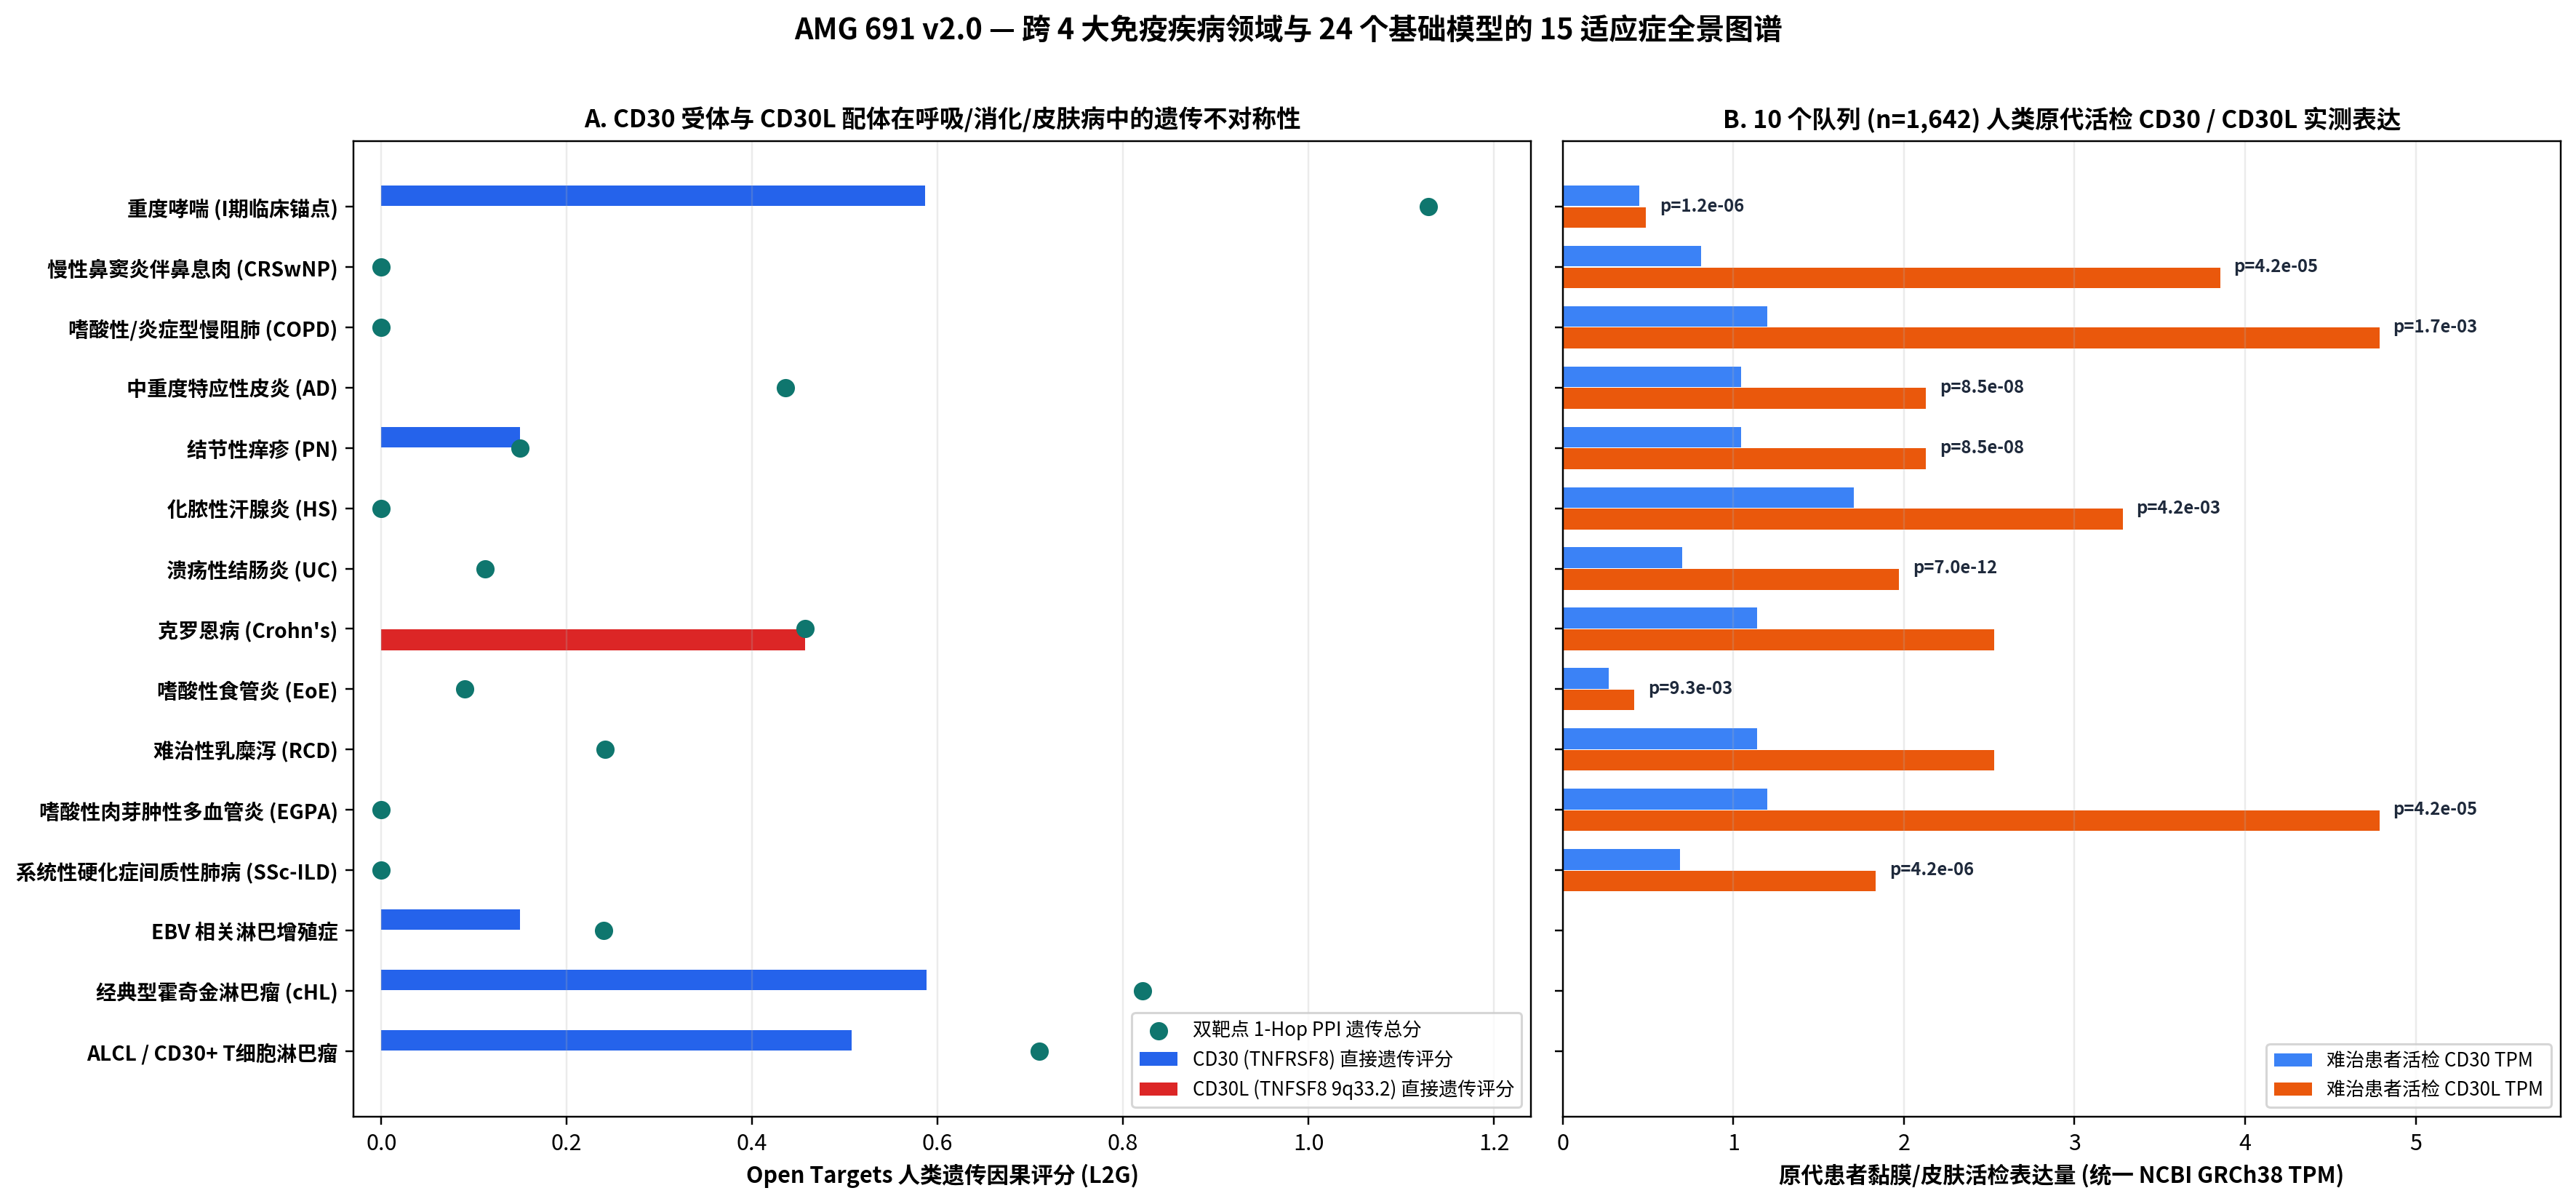 AMG 691 v2.0 — 跨 4 大免疫疾病领域与 24 个基础模型的 15 适应症全景图谱
A. CD30 受体与 CD30L 配体在呼吸/消化/皮肤病中的遗传不对称性
重度哮喘 (I期临床锚点)
慢性鼻窦炎伴鼻息肉 (CRSwNP)
嗜酸性/炎症型慢阻肺 (COPD)
中重度特应性皮炎 (AD)
结节性痒疹 (PN)
化脓性汗腺炎 (HS)
溃疡性结肠炎 (UC)
克罗恩病 (Crohn's)
嗜酸性食管炎 (EoE)
难治性乳糜泻 (RCD)
嗜酸性肉芽肿性多血管炎 (EGPA)
系统性硬化症间质性肺病 (SSc-ILD)
EBV 相关淋巴增殖症
经典型霍奇金淋巴瘤 (cHL)
ALCL / CD30+ T细胞淋巴瘤
双靶点 1-Hop PPI 遗传总分
CD30 (TNFRSF8) 直接遗传评分
CD30L (TNFSF8 9q33.2) 直接遗传评分
0.0 0.2 0.4 0.6 0.8 1.0 1.2
Open Targets 人类遗传因果评分 (L2G)
B. 10 个队列 (n=1,642) 人类原代活检 CD30 / CD30L 实测表达
p=1.2e-06
p=4.2e-05
p=1.7e-03
p=8.5e-08
p=8.5e-08
p=4.2e-03
p=7.0e-12
p=9.3e-03
p=4.2e-05
p=4.2e-06
难治患者活检 CD30 TPM
难治患者活检 CD30L TPM
0 1 2 3 4 5
原代患者黏膜/皮肤活检表达量 (统一 NCBI GRCh38 TPM)